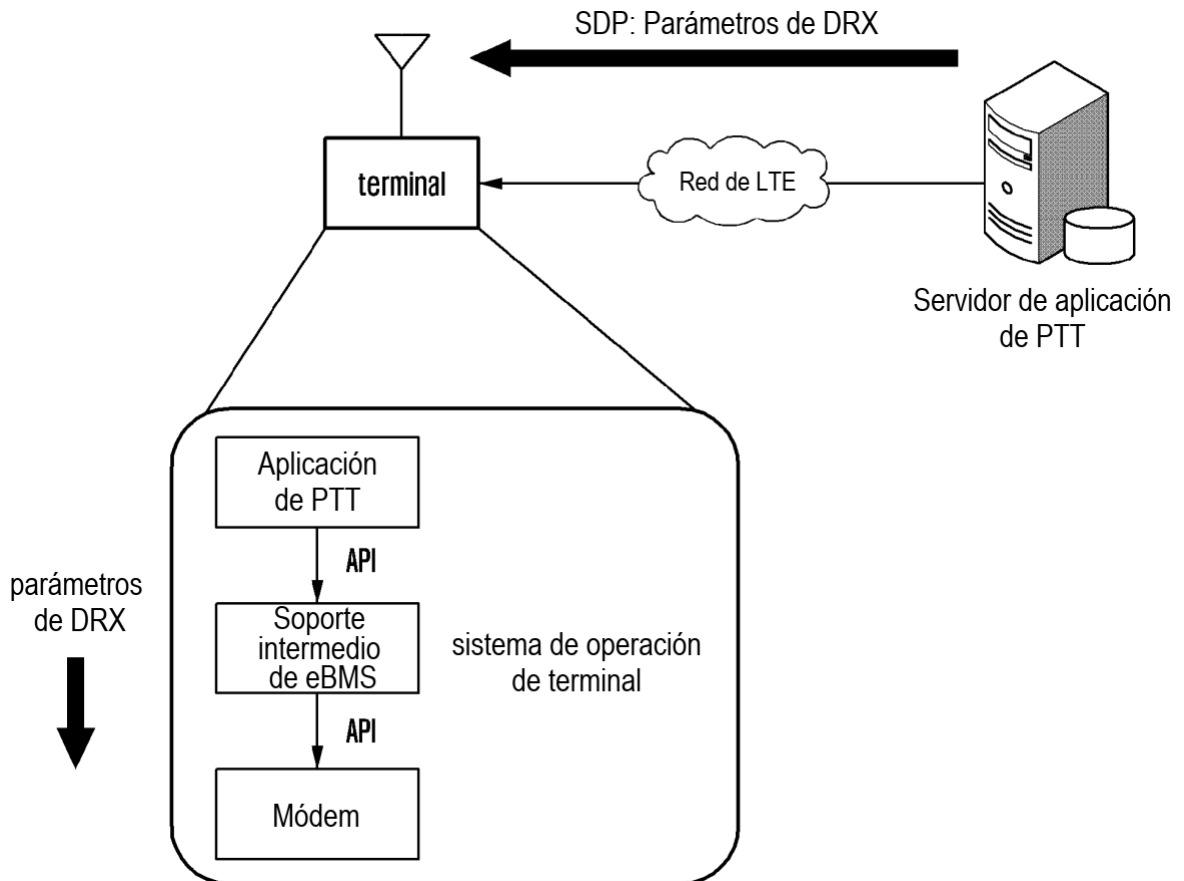 SDP: Parámetros de DRX
terminal
Red de LTE
Servidor de aplicación
de PTT
Aplicación
de PTT
API
parámetros
de DRX
Soporte
intermedio
de eBMS
sistema de operación
de terminal
API
Módem